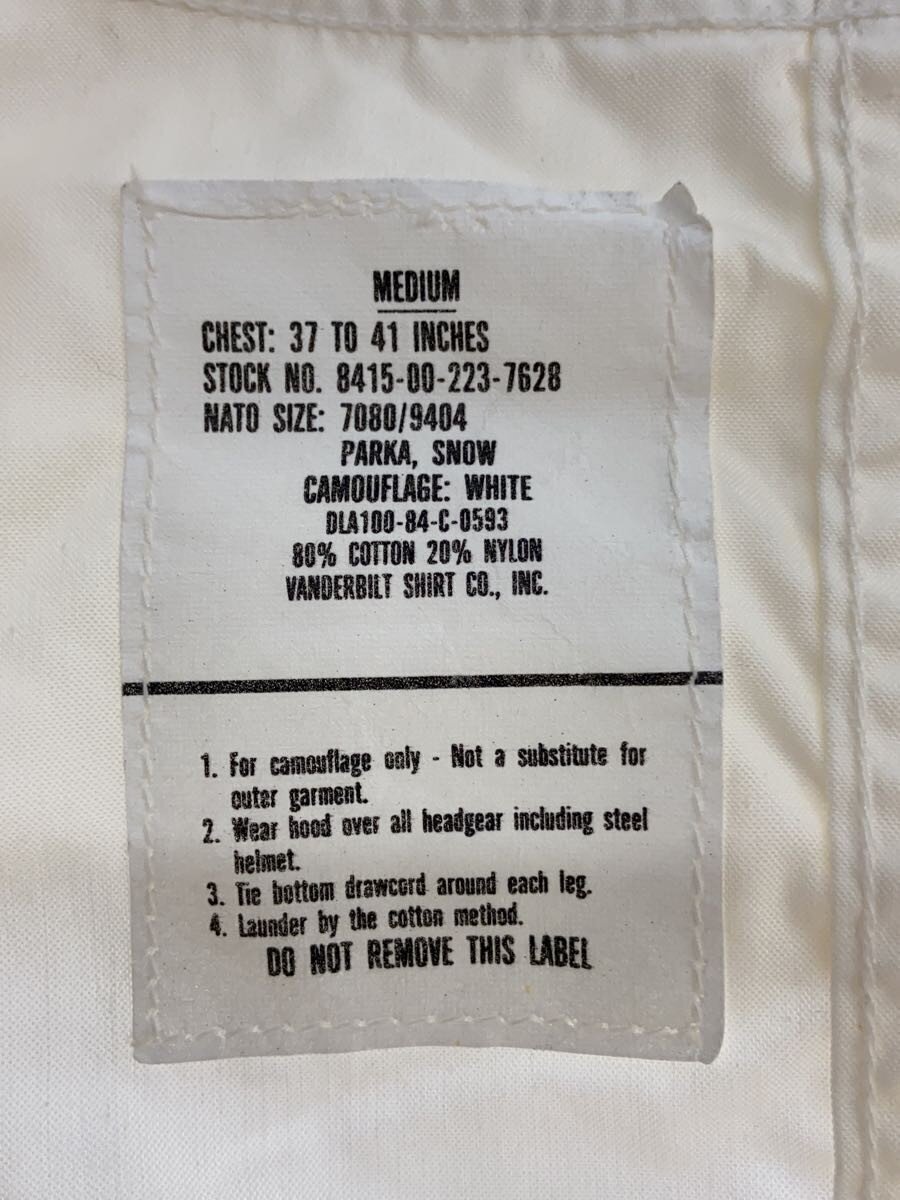 MEDIUM
CHEST: 37 TO 41 INCHES
STOCK NO. 8415-00-223-7628
NATO SIZE: 7080/9404
PARKA, SNOW
CAMOUFLAGE: WHITE
DLA100-84-C-0593
80% COTTON 20% NYLON
VANDERBILT SHIRT CO., INC.
1. For camouflage only - Not a substitute for
outer garment.
2. Wear hood over all headgear including steel
helmet.
3. Tie bottom drawcord around each leg.
4. Launder by the cotton method.
DO NOT REMOVE THIS LABEL